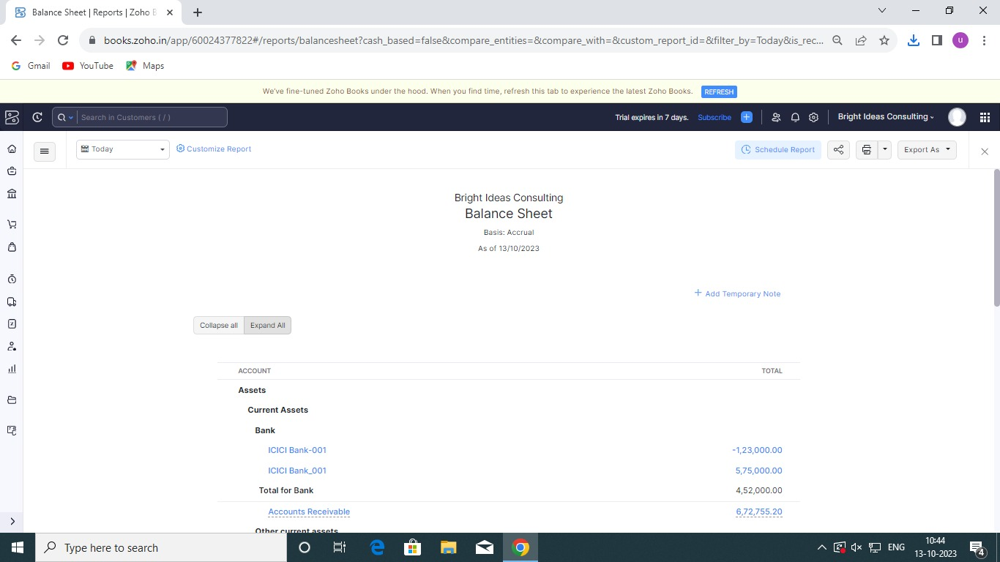 Balance Sheet | Reports | Zoho B
books.zoho.in/app/60024377822#/reports/balancesheet?cash_based=false&compare_entities=&compare_with=&custom_report_id=&filter_by=Today&is_rec...
u
Gmail YouTube Maps
We've fine-tuned Zoho Books under the hood. When you find time, refresh this tab to experience the latest Zoho Books. REFRESH
Search in Customers ( / ) Trial expires in 7 days. Subscribe Bright Ideas Consulting
Today Customize Report Schedule Report Export As
Bright Ideas Consulting
Balance Sheet
Basis: Accrual
As of 13/10/2023
+ Add Temporary Note
Collapse all Expand All
ACCOUNT TOTAL
Assets
Current Assets
Bank
ICICI Bank-001 -1,23,000.00
ICICI Bank_001 5,75,000.00
Total for Bank 4,52,000.00
Accounts Receivable 6,72,755.20
Other current assets
Type here to search ENG 10:44
13-10-2023 4